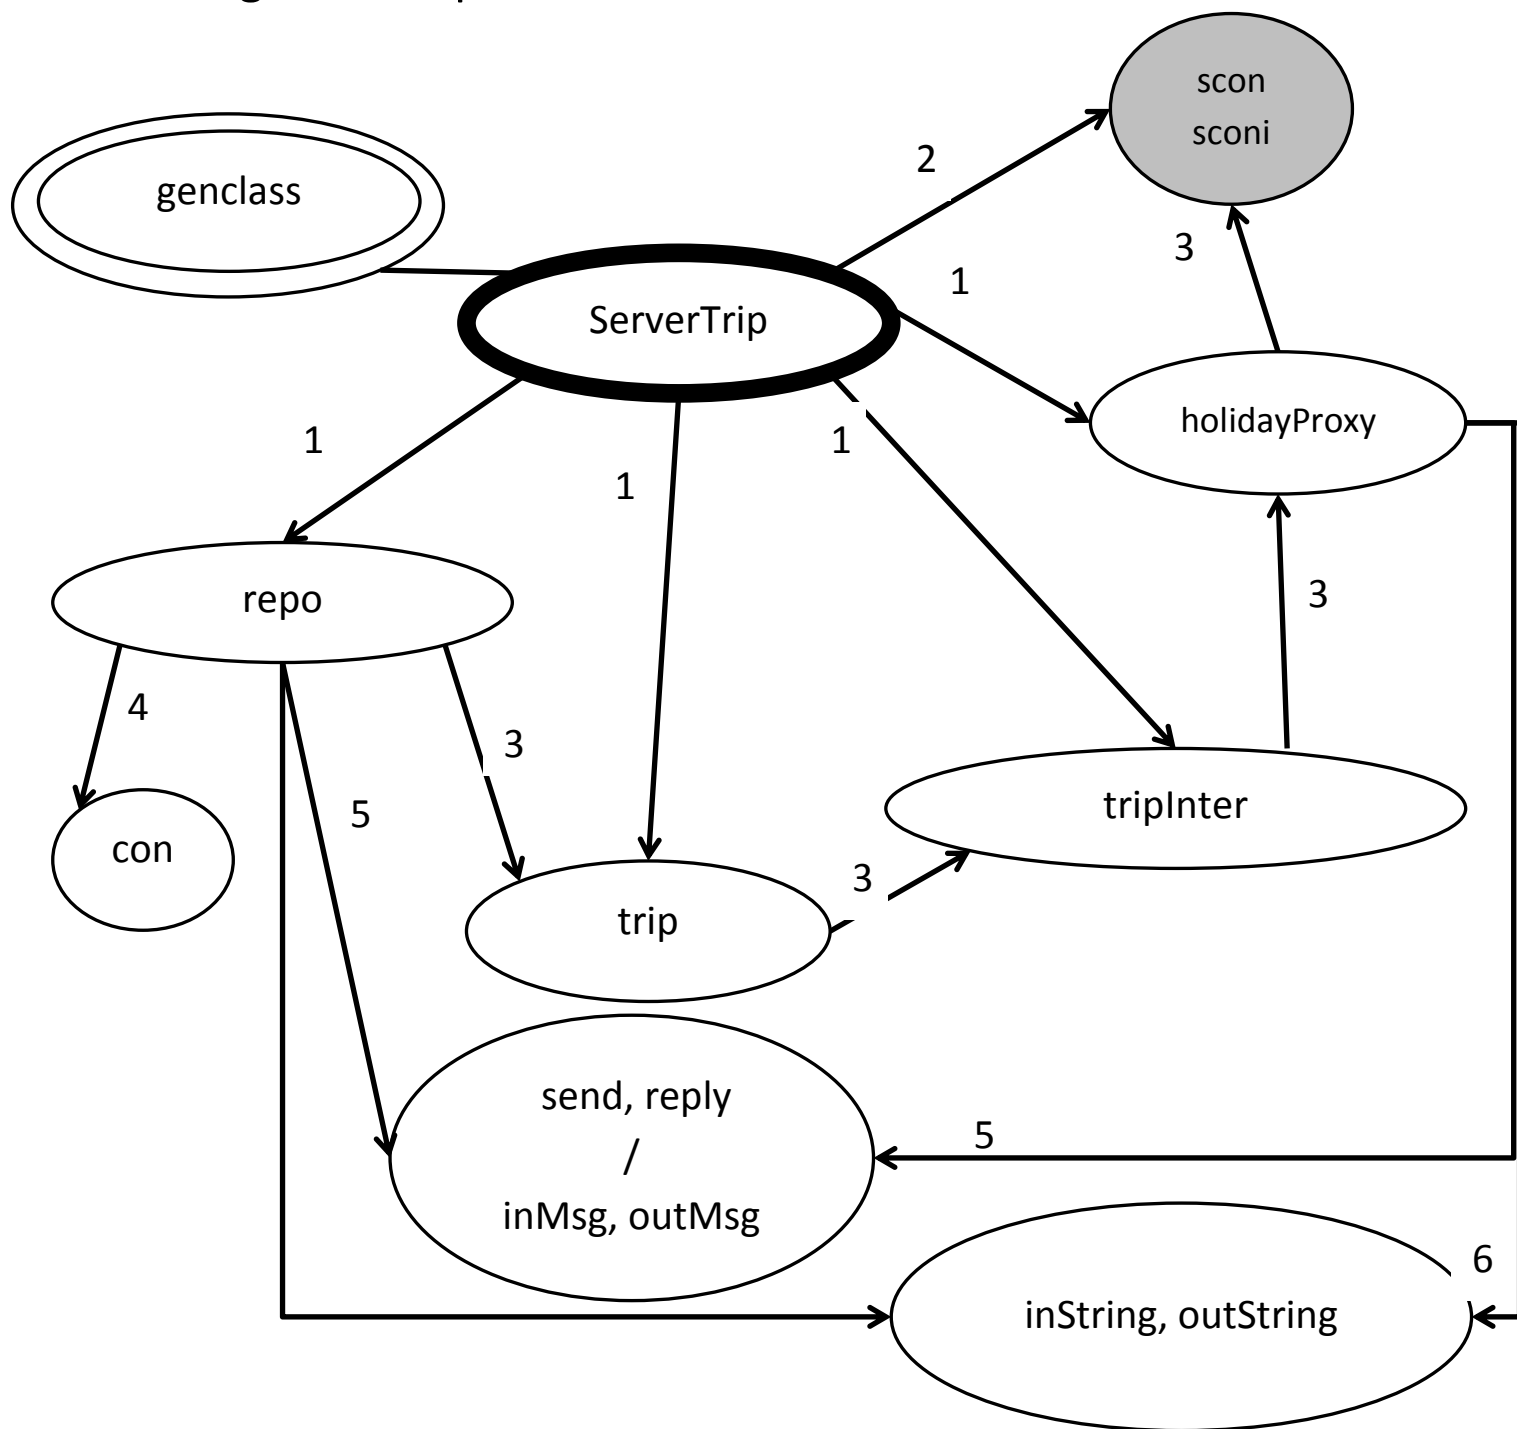 scon
sconi
genclass
2
3
1
ServerTrip
holidayProxy
1
1
1
repo
3
4
3
5
tripInter
con
3
trip
send, reply
/
inMsg, outMsg
5
6
inString, outString